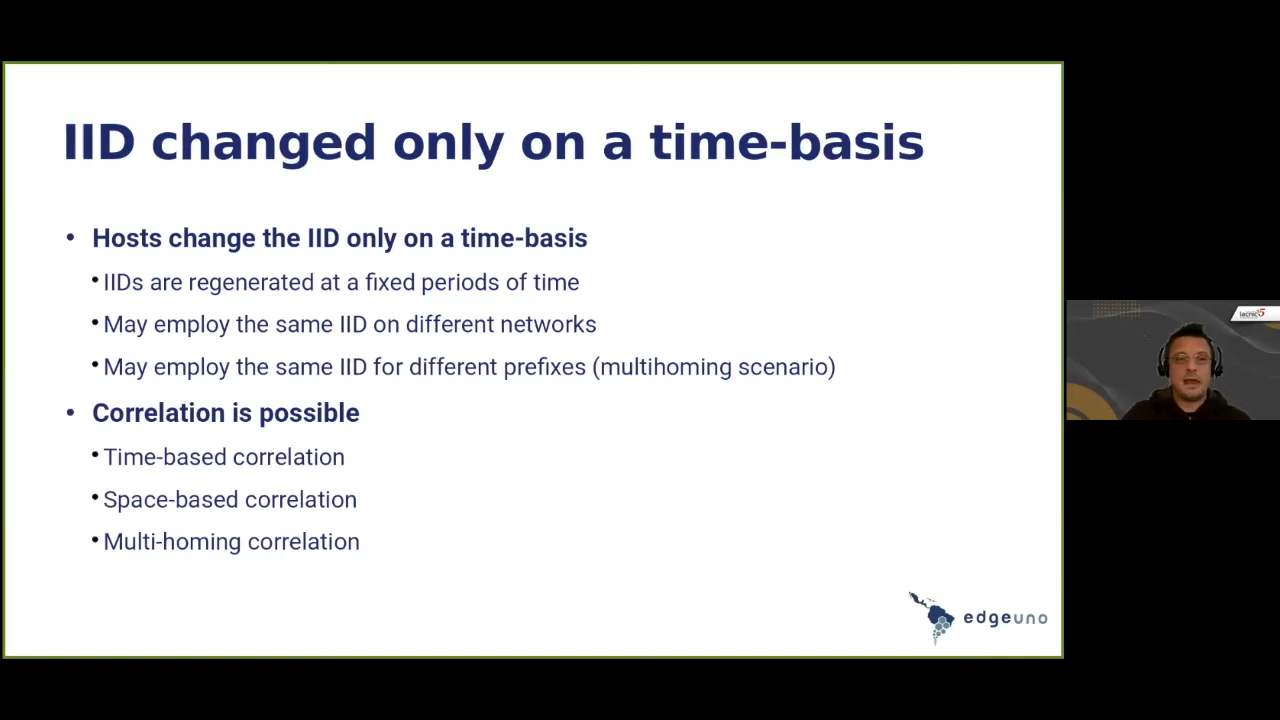 IID changed only on a time-basis
• Hosts change the IID only on a time-basis
• IIDs are regenerated at a fixed periods of time
• May employ the same IID on different networks
• May employ the same IID for different prefixes (multihoming scenario)
• Correlation is possible
• Time-based correlation
• Space-based correlation
• Multi-homing correlation
edgeuno
lacnic